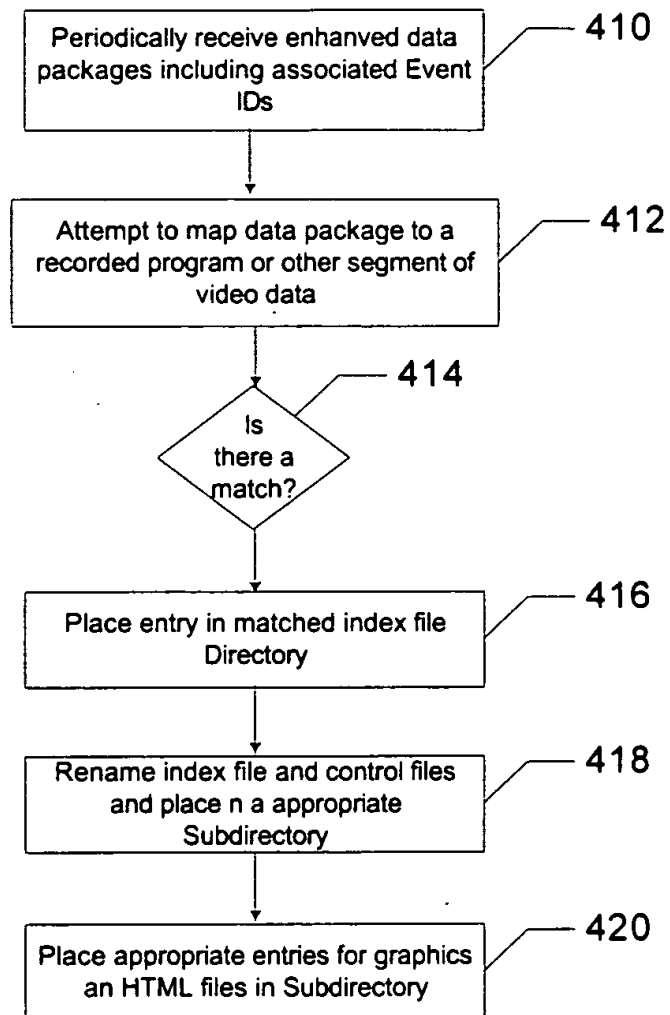 Periodically receive enhanved data
packages including associated Event
IDs
410
Attempt to map data package to a
recorded program or other segment of
video data
412
414
Is
there a
match?
Place entry in matched index file
Directory
416
Rename index file and control files
and place n a appropriate
Subdirectory
418
Place appropriate entries for graphics
an HTML files in Subdirectory
420